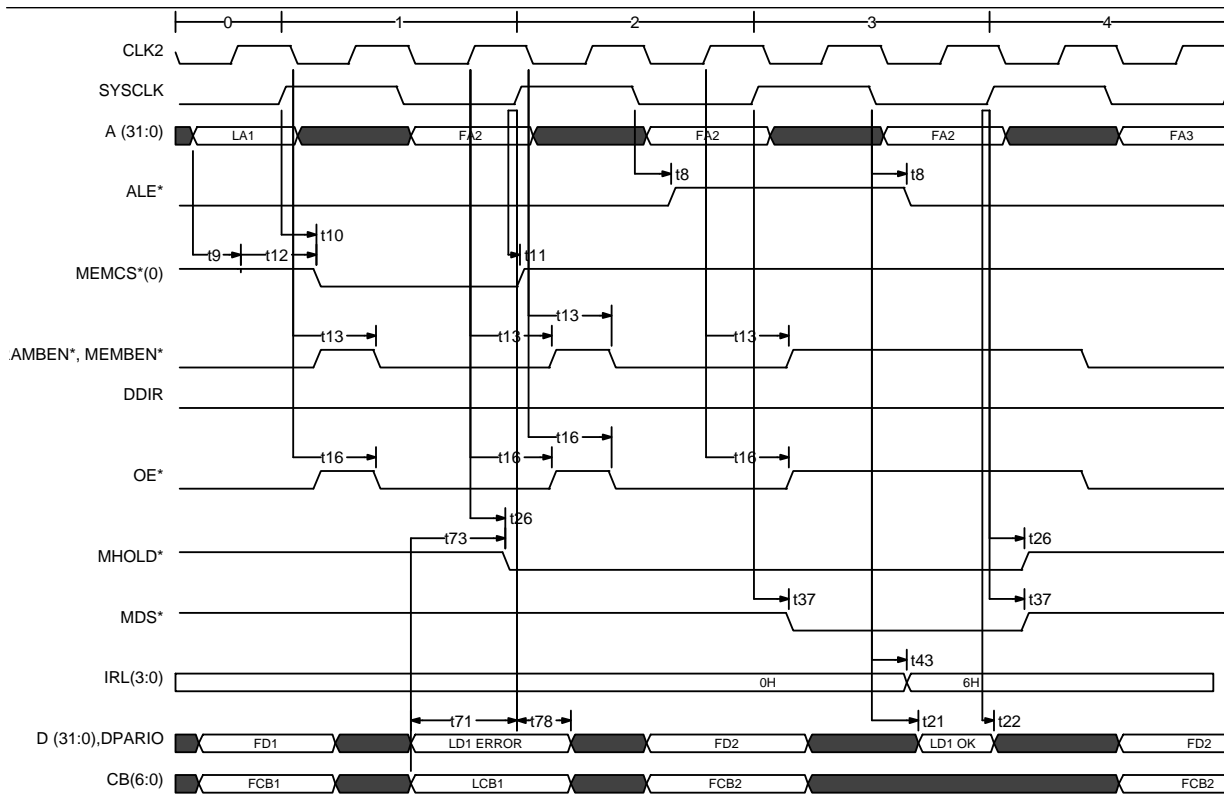 0 1 2 3 4
CLK2
SYSCLK
A (31:0) LA1 FA2 FA2 FA2 FA3
t8 t8
ALE*
t10
t9 t12 t11
MEMCS*(0)
t13
t13 t13 t13
AMBEN*, MEMBEN*
DDIR
t16
t16 t16 t16
OE*
t26
t73 t26
MHOLD*
t37 t37
MDS*
t43
IRL(3:0) 0H 6H
t71 t78 t21 t22
D (31:0),DPARIO FD1 LD1 ERROR FD2 LD1 OK FD2
CB(6:0) FCB1 LCB1 FCB2 FCB2